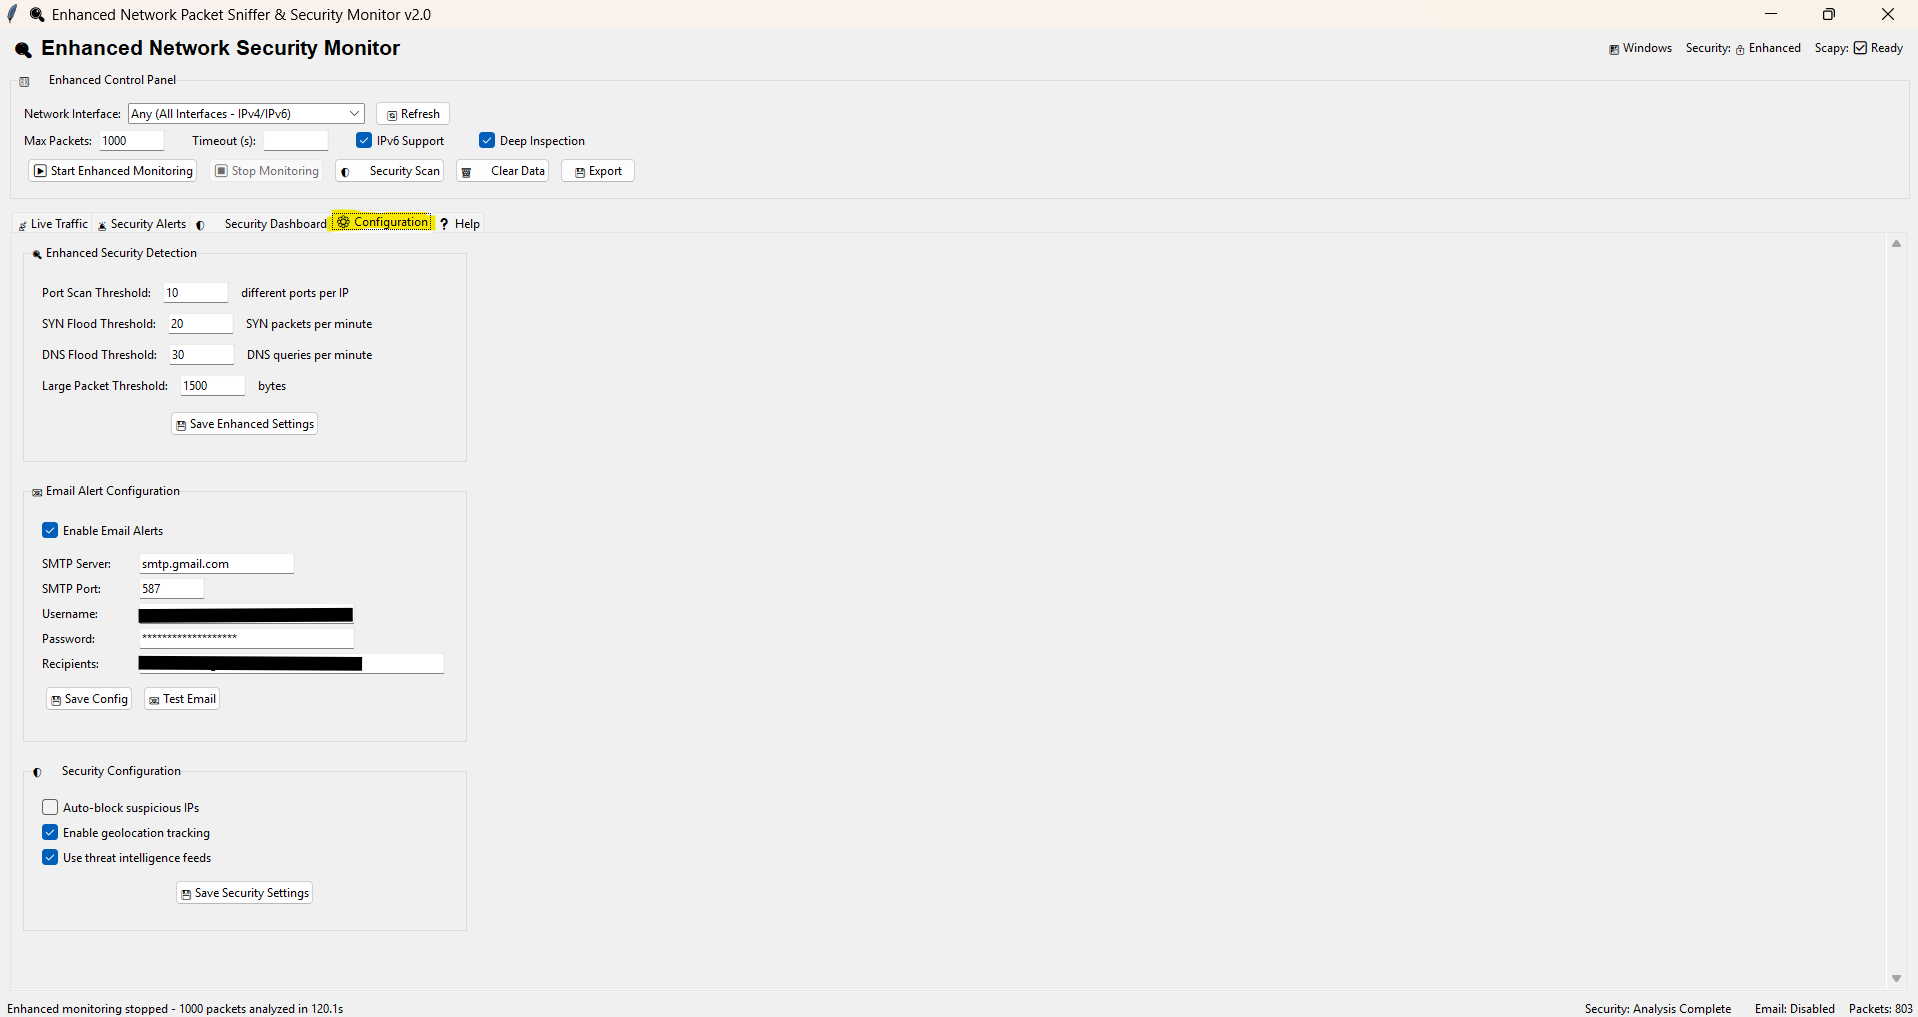 Enhanced Network Packet Sniffer & Security Monitor v2.0
Enhanced Network Security Monitor
Windows Security: Enhanced Scapy: Ready
Enhanced Control Panel
Network Interface: Any (All Interfaces - IPv4/IPv6) Refresh
Max Packets: 1000 Timeout (s): IPv6 Support Deep Inspection
Start Enhanced Monitoring Stop Monitoring Security Scan Clear Data Export
Live Traffic Security Alerts Security Dashboard Configuration ? Help
Enhanced Security Detection
Port Scan Threshold: 10 different ports per IP
SYN Flood Threshold: 20 SYN packets per minute
DNS Flood Threshold: 30 DNS queries per minute
Large Packet Threshold: 1500 bytes
Save Enhanced Settings
Email Alert Configuration
Enable Email Alerts
SMTP Server: smtp.gmail.com
SMTP Port: 587
Username:
Password: *******************
Recipients:
Save Config Test Email
Security Configuration
Auto-block suspicious IPs
Enable geolocation tracking
Use threat intelligence feeds
Save Security Settings
Enhanced monitoring stopped - 1000 packets analyzed in 120.1s
Security: Analysis Complete Email: Disabled Packets: 803